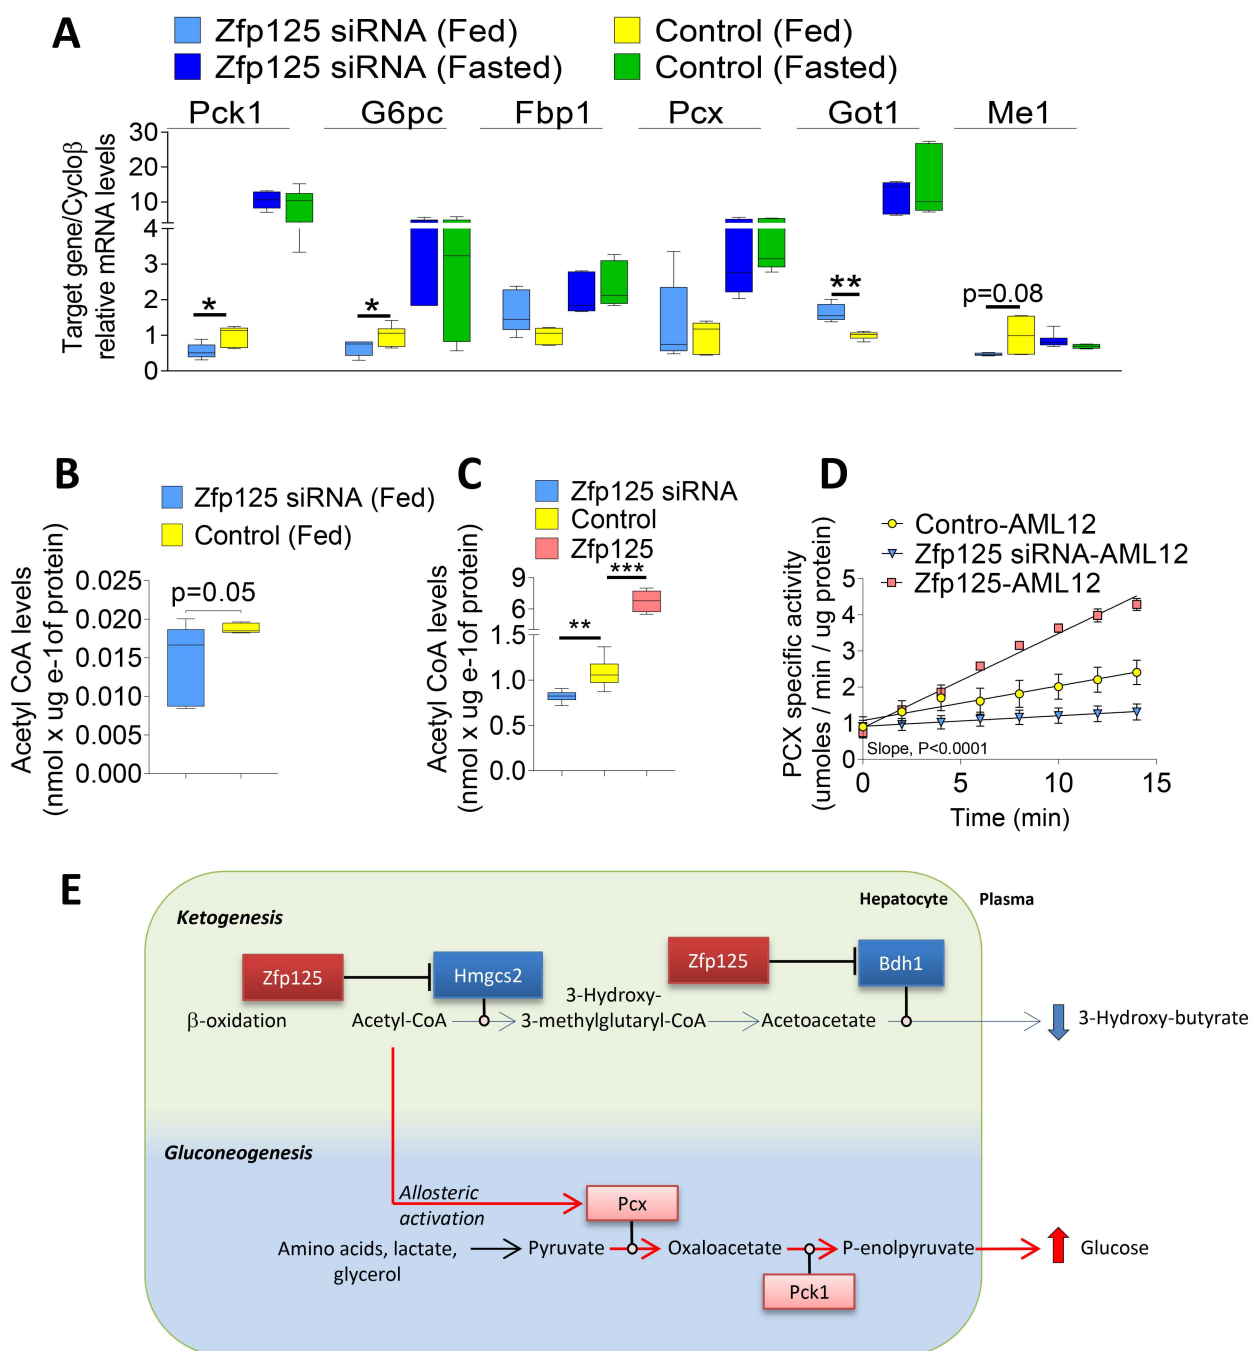 A
Zfp125 siRNA (Fed)
Control (Fed)
Zfp125 siRNA (Fasted)
Control (Fasted)
Pck1
G6pc
Fbp1
Pcx
Got1
Me1
Target gene/Cycloβ
relative mRNA levels
30
20
10
4
3
2
1
0
*
*
**
p=0.08
B
Zfp125 siRNA (Fed)
Control (Fed)
Acetyl CoA levels
(nmol x ug e-1of protein)
0.025
0.020
0.015
0.010
0.005
0.000
p=0.05
C
Zfp125 siRNA
Control
Zfp125
Acetyl CoA levels
(nmol x ug e-1of protein)
9
6
1.5
1.0
0.5
0.0
**
***
D
Contro-AML12
Zfp125 siRNA-AML12
Zfp125-AML12
PCX specific activity
(umoles / min / ug protein)
5
4
3
2
1
0
Slope, P<0.0001
0
5
10
15
Time (min)
E
Ketogenesis
Hepatocyte
Plasma
Zfp125
Hmgcs2
Zfp125
Bdh1
β-oxidation
Acetyl-CoA
3-Hydroxy-
3-methylglutaryl-CoA
Acetoacetate
3-Hydroxy-butyrate
Gluconeogenesis
Allosteric
activation
Pcx
Amino acids, lactate,
glycerol
Pyruvate
Oxaloacetate
P-enolpyruvate
Glucose
Pck1